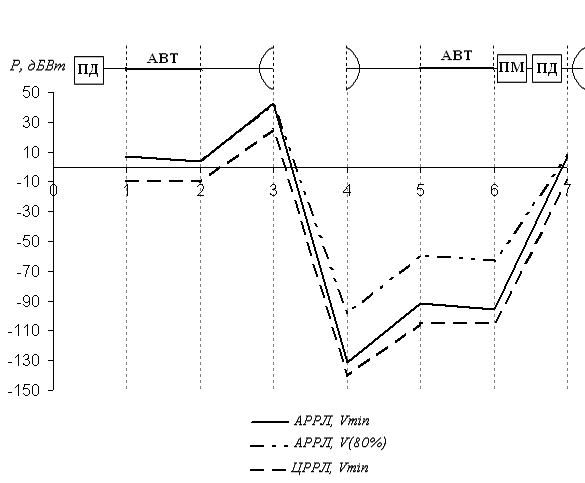 АВТ
АВТ
Р, дБВт
ПД
ПМ
ПД
50
30
10
-10
0
1
2
3
4
5
6
7
-30
-50
-70
-90
-110
-130
-150
АРРЛ, Vmin
АРРЛ, V(80%)
ЦРРЛ, Vmin